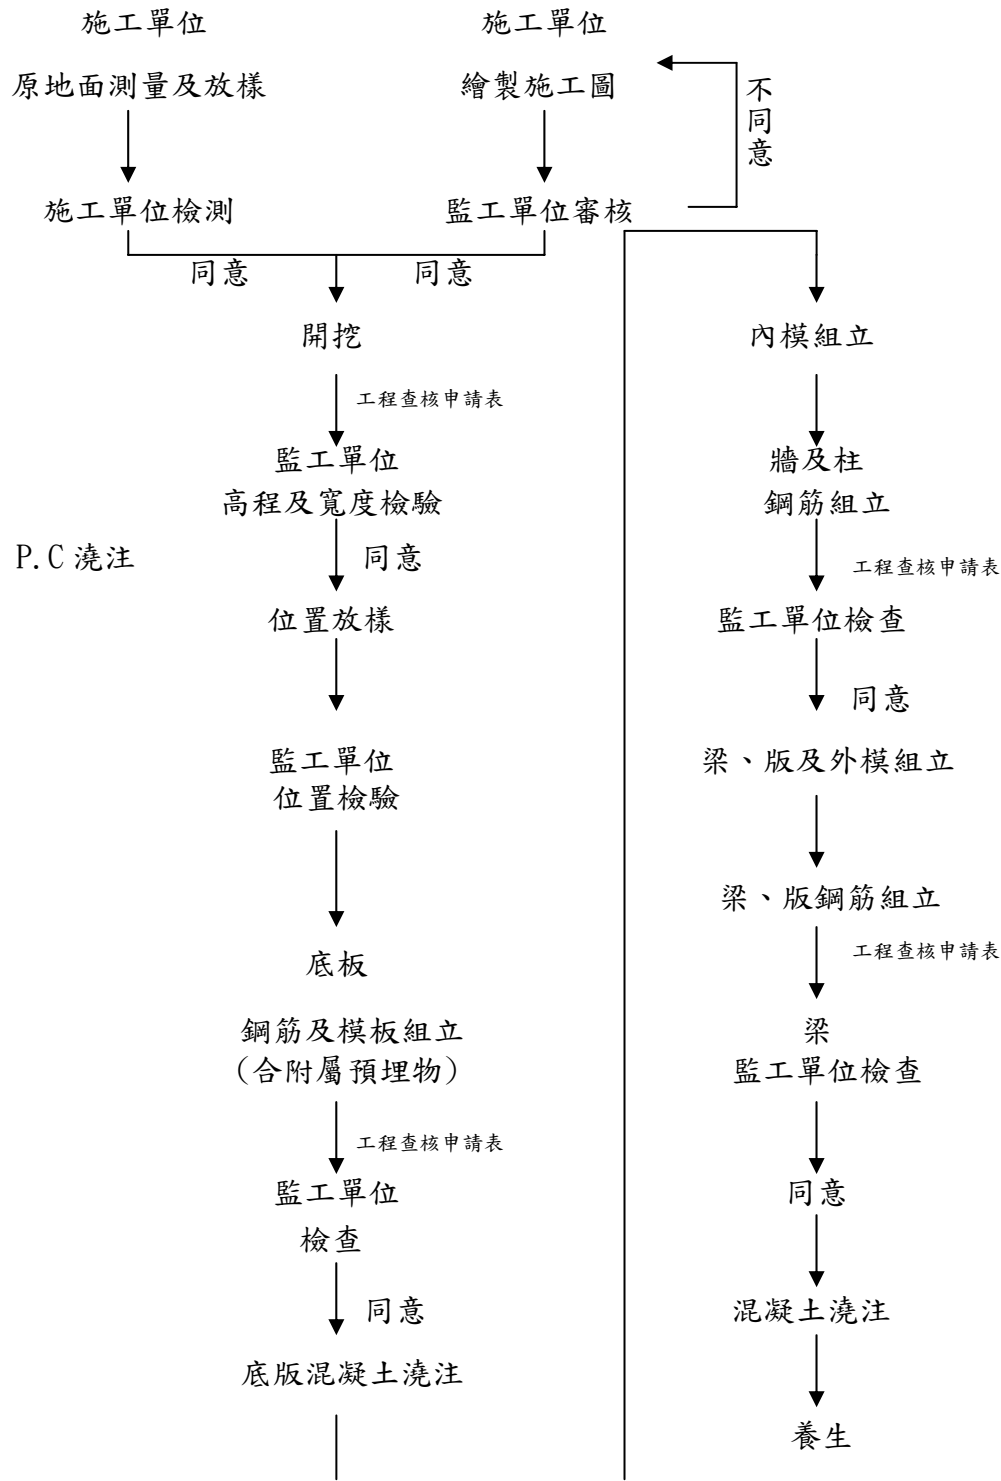 施工單位
原地面測量及放樣
施工單位檢測
施工單位
繪製施工圖
不同意
監工單位審核
同意
同意
開挖
工程查核申請表
監工單位
高程及寬度檢驗
P.C 澆注
同意
位置放樣
監工單位
位置檢驗
底板
鋼筋及模板組立
(合附屬預埋物)
工程查核申請表
監工單位
檢查
同意
底版混凝土澆注
內模組立
牆及柱
鋼筋組立
工程查核申請表
監工單位檢查
同意
梁、版及外模組立
梁、版鋼筋組立
工程查核申請表
梁
監工單位檢查
同意
混凝土澆注
養生